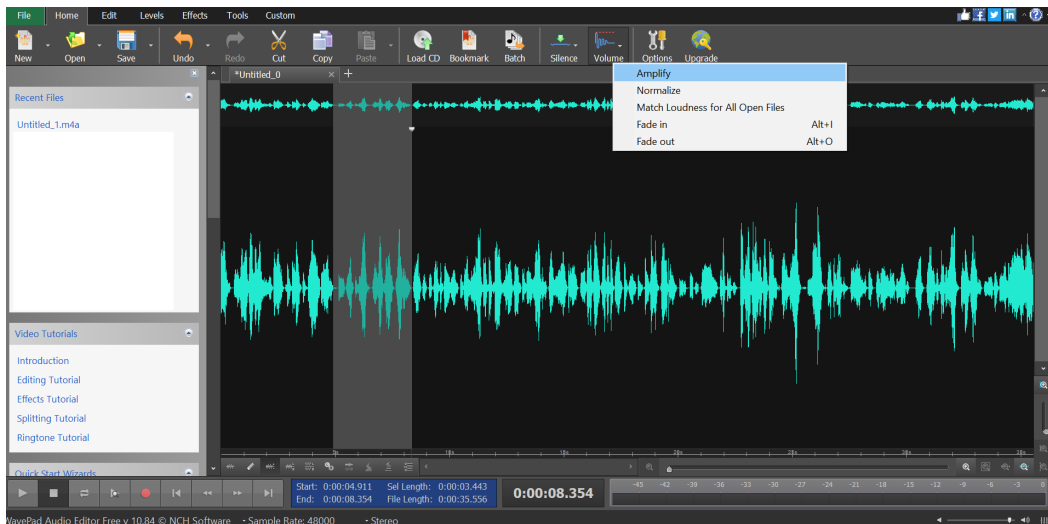 File Home Edit Levels Effects Tools Custom
New Open Save Undo Redo Cut Copy Paste Load CD Bookmark Batch Silence Volume Options Upgrade
*Untitled_0
Amplify
Normalize
Match Loudness for All Open Files
Fade in Alt+I
Fade out Alt+O
Recent Files
Untitled_1.m4a
Video Tutorials
Introduction
Editing Tutorial
Effects Tutorial
Splitting Tutorial
Ringtone Tutorial
Quick Start Wizards
Start: 0:00:04.911 Sel Length: 0:00:03.443
End: 0:00:08.354 File Length: 0:00:35.556
0:00:08.354
-45 -42 -39 -36 -33 -30 -27 -24 -21 -18 -15 -12 -9 -6 -3 0
WavePad Audio Editor Free v 10.84 © NCH Software - Sample Rate: 48000 - Stereo